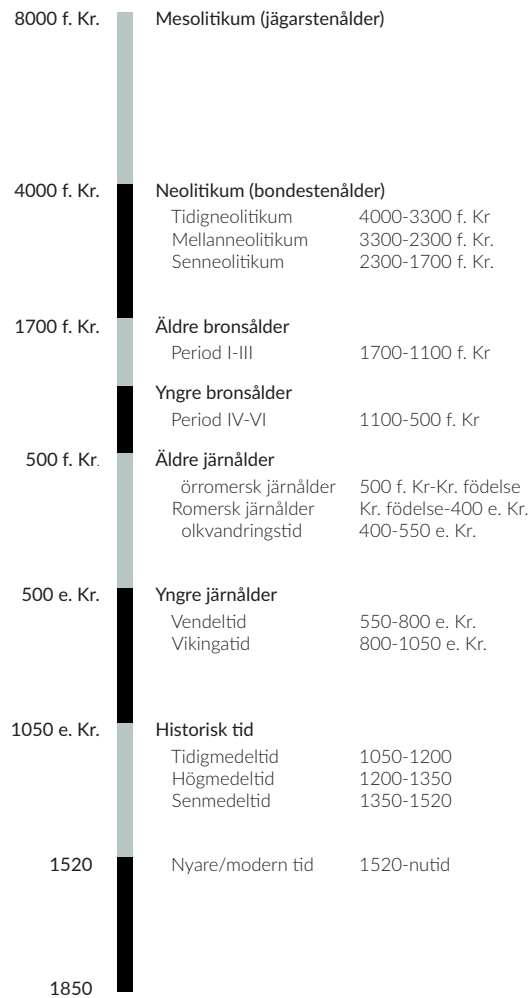 8000 f. Kr. Mesolitikum (jägarstenålder)
4000 f. Kr. Neolitikum (bondestenålder)
Tidigneolitikum 4000-3300 f. Kr
Mellanneolitikum 3300-2300 f. Kr.
Senneolitikum 2300-1700 f. Kr.
1700 f. Kr. Äldre bronsålder
Period I-III 1700-1100 f. Kr
Yngre bronsålder
Period IV-VI 1100-500 f. Kr
500 f. Kr. Äldre järnålder
örromersk järnålder 500 f. Kr-Kr. födelse
Romersk järnålder Kr. födelse-400 e. Kr.
olkvandringstid 400-550 e. Kr.
500 e. Kr. Yngre järnålder
Vendeltid 550-800 e. Kr.
Vikingatid 800-1050 e. Kr.
1050 e. Kr. Historisk tid
Tidigmedeltid 1050-1200
Högmedeltid 1200-1350
Senmedeltid 1350-1520
1520 Nyare/modern tid 1520-nutid
1850